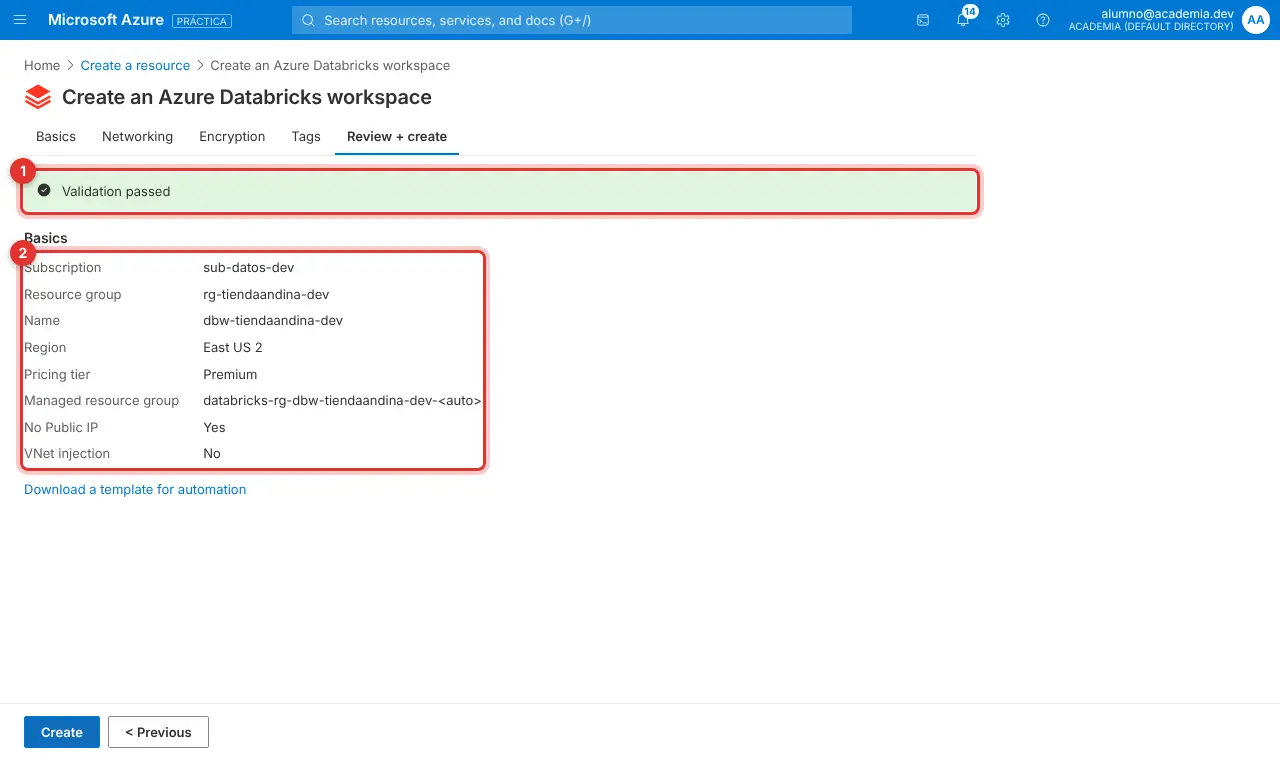 Microsoft Azure PRÁCTICA
Search resources, services, and docs (G+/)
14
alumno@academia.dev
ACADEMIA (DEFAULT DIRECTORY)
AA
Home > Create a resource > Create an Azure Databricks workspace
Create an Azure Databricks workspace
Basics Networking Encryption Tags Review + create
1
Validation passed
Basics
2
Subscription sub-datos-dev
Resource group rg-tiendaandina-dev
Name dbw-tiendaandina-dev
Region East US 2
Pricing tier Premium
Managed resource group databricks-rg-dbw-tiendaandina-dev-<auto>
No Public IP Yes
VNet injection No
Download a template for automation
Create < Previous